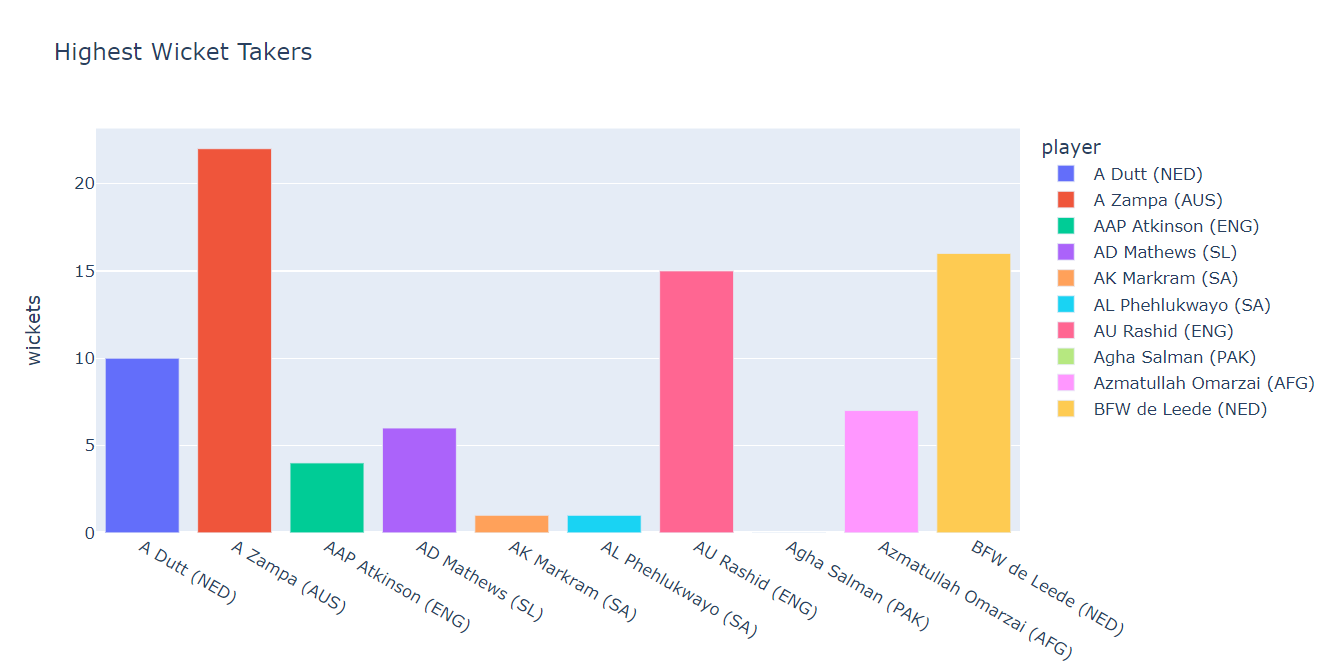 Highest Wicket Takers
wickets
20
15
10
5
0
A Dutt (NED)
A Zampa (AUS)
AAP Atkinson (ENG)
AD Mathews (SL)
AK Markram (SA)
AL Phehlukwayo (SA)
AU Rashid (ENG)
Agha Salman (PAK)
Azmatullah Omarzai (AFG)
BFW de Leede (NED)
player
A Dutt (NED)
A Zampa (AUS)
AAP Atkinson (ENG)
AD Mathews (SL)
AK Markram (SA)
AL Phehlukwayo (SA)
AU Rashid (ENG)
Agha Salman (PAK)
Azmatullah Omarzai (AFG)
BFW de Leede (NED)